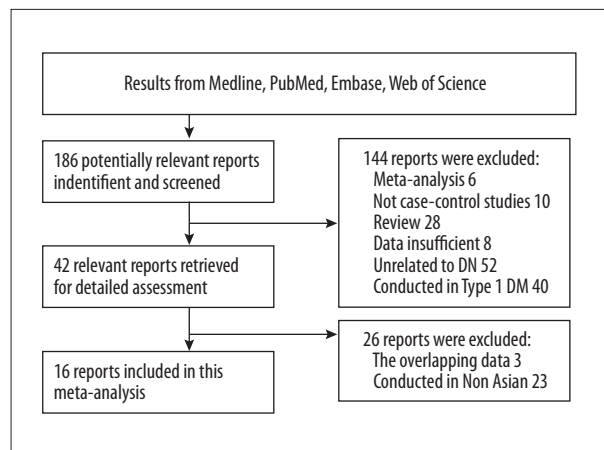 Results from Medline, PubMed, Embase, Web of Science
186 potentially relevant reports
indentifient and screened
144 reports were excluded:
Meta-analysis 6
Not case-control studies 10
Review 28
Data insufficient 8
Unrelated to DN 52
Conducted in Type 1 DM 40
42 relevant reports retrieved
for detailed assessment
26 reports were excluded:
The overlapping data 3
Conducted in Non Asian 23
16 reports included in this
meta-analysis